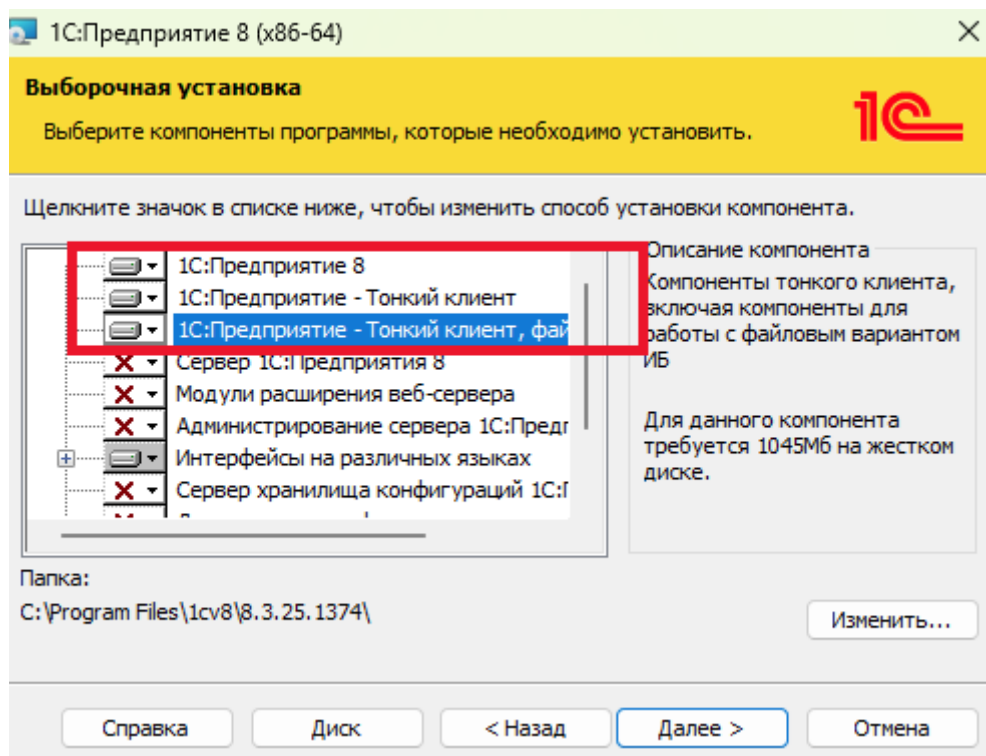 1С:Предприятие 8 (x86-64)
Выборочная установка
Выберите компоненты программы, которые необходимо установить.
1С
Щелкните значок в списке ниже, чтобы изменить способ установки компонента.
1С:Предприятие 8
1С:Предприятие - Тонкий клиент
1С:Предприятие - Тонкий клиент, фай
Сервер 1С:Предприятия 8
Модули расширения веб-сервера
Администрирование сервера 1С:Пред
Интерфейсы на различных языках
Сервер хранилища конфигураций 1С:
Описание компонента
Компоненты тонкого клиента,
включая компоненты для
работы с файловым вариантом
ИБ
Для данного компонента
требуется 1045Мб на жестком
диске.
Папка:
C:\Program Files\1cv8\8.3.25.1374\
Изменить...
Справка
Диск
< Назад
Далее >
Отмена